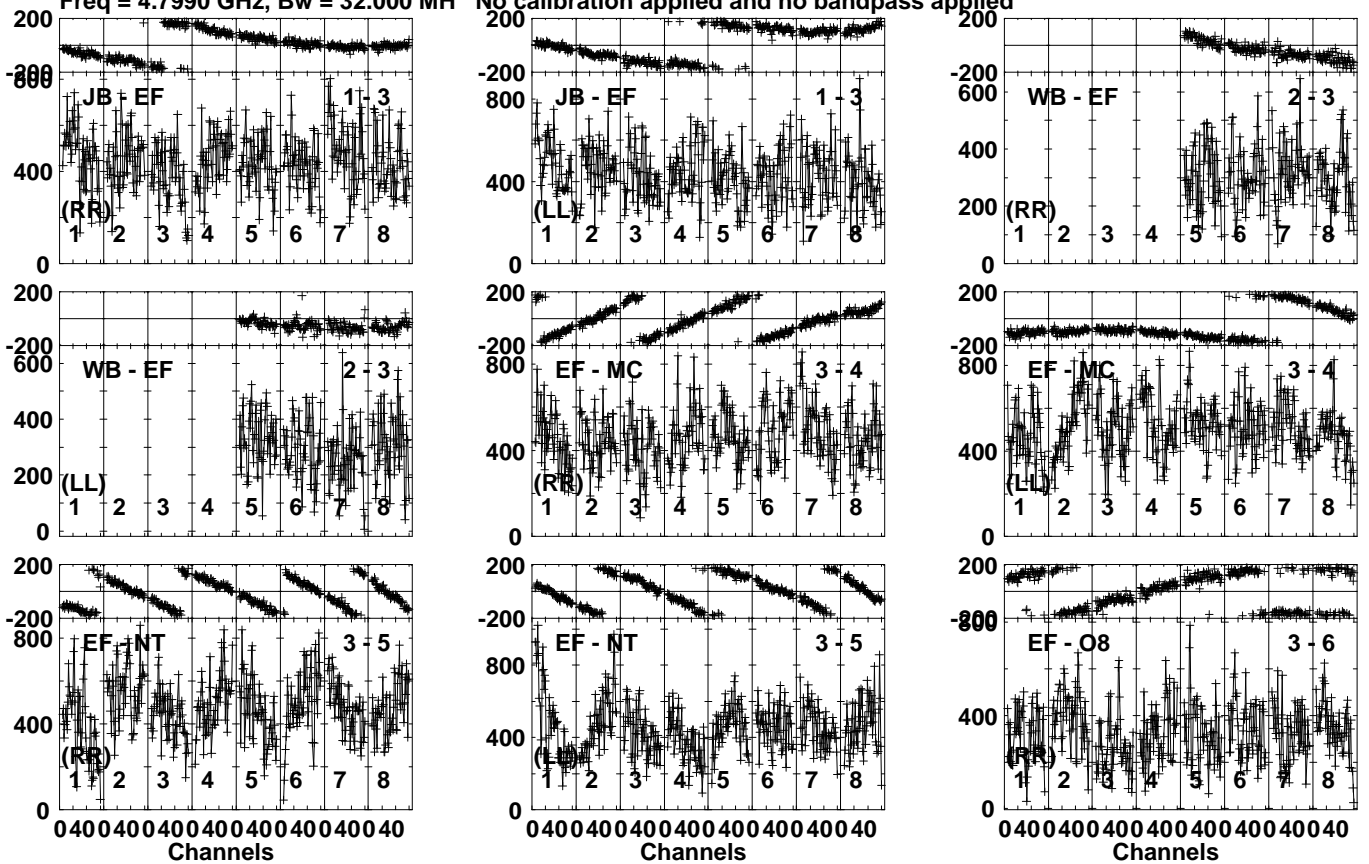 Freq = 4.7990 GHz, Bw = 32.000 MH No calibration applied and no bandpass applied
200 200 200
-200 -200 -200
800 800 600
JB - EF 1 - 3 JB - EF 1 - 3 WB - EF 2 - 3
400 400 400
200
(RR) (LL) (RR)
1 2 3 4 5 6 7 8 1 2 3 4 5 6 7 8 1 2 3 4 5 6 7 8
0 0 0
200 200 200
-200 -200 -200
600 800 800
WB - EF 2 - 3 EF - MC 3 - 4 EF - MC 3 - 4
400 400 400
200
(LL) (RR) (LL)
1 2 3 4 5 6 7 8 1 2 3 4 5 6 7 8 1 2 3 4 5 6 7 8
0 0 0
200 200 200
-200 -200 -200
800 800 800
EF - NT 3 - 5 EF - NT 3 - 5 EF - O8 3 - 6
400 400 400
(RR) (LL) (RR)
1 2 3 4 5 6 7 8 1 2 3 4 5 6 7 8 1 2 3 4 5 6 7 8
0 0 0
0 40 0 40 0 40 0 40 0 40 0 40 0 40 0 40 0 40 0 40 0 40 0 40 0 40 0 40 0 40 0 40 0 40 0 40 0 40 0 40 0 40 0 40 0 40 0 40
Channels Channels Channels